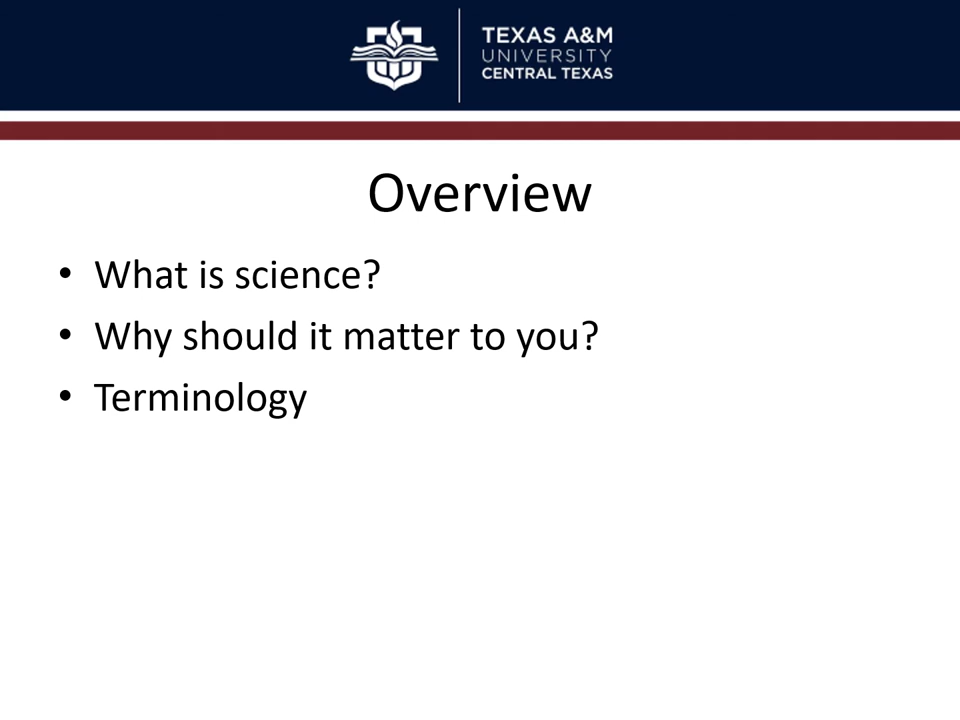 TEXAS A&M
UNIVERSITY
CENTRAL TEXAS
Overview
• What is science?
• Why should it matter to you?
• Terminology